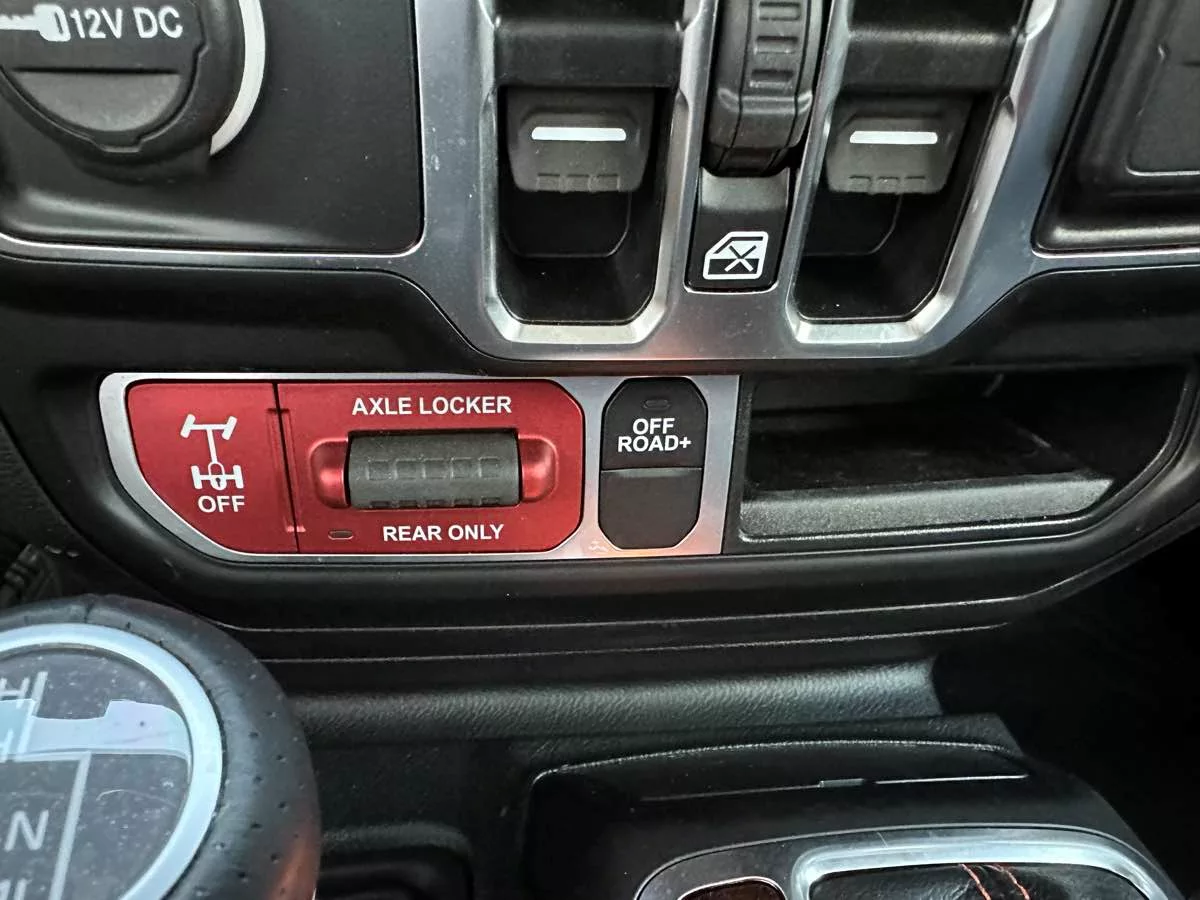 12V DC
AXLE LOCKER
OFF
ROAD+
OFF
REAR ONLY
N